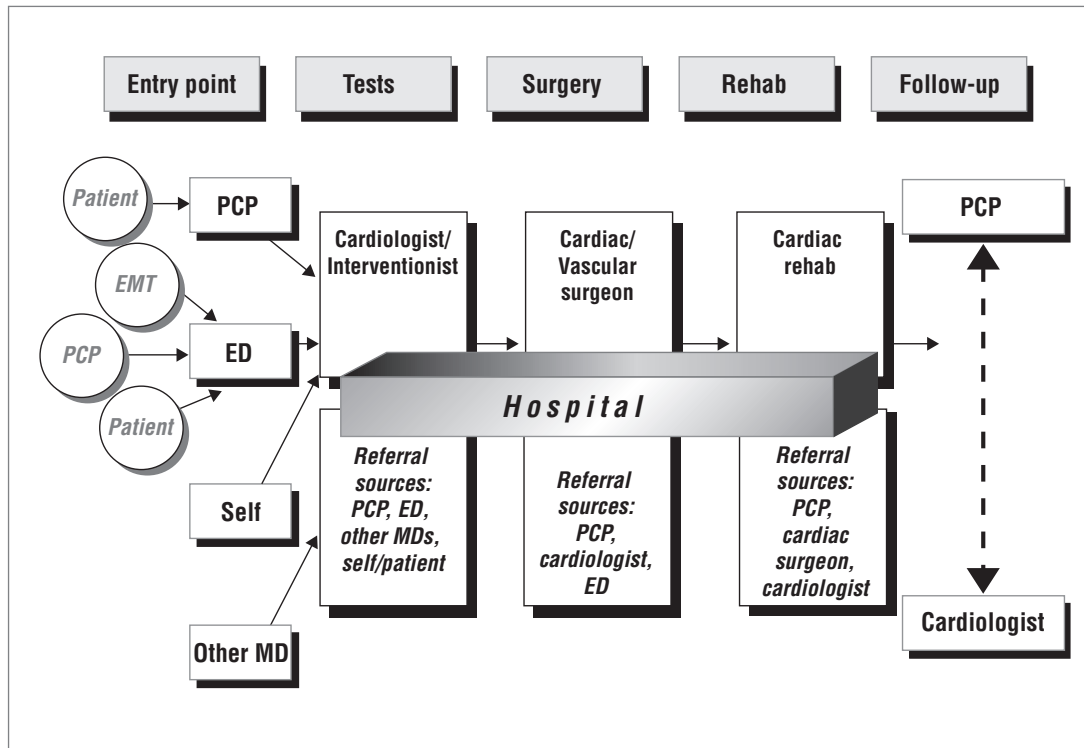 Entry point
Tests
Surgery
Rehab
Follow-up
Patient
PCP
EMT
PCP
ED
Patient
Self
Other MD
Cardiologist/
Interventionist
Cardiac/
Vascular
surgeon
Cardiac
rehab
Hospital
Referral
sources:
PCP, ED,
other MDs,
self/patient
Referral
sources:
PCP,
cardiologist,
ED
Referral
sources:
PCP,
cardiac
surgeon,
cardiologist
PCP
Cardiologist